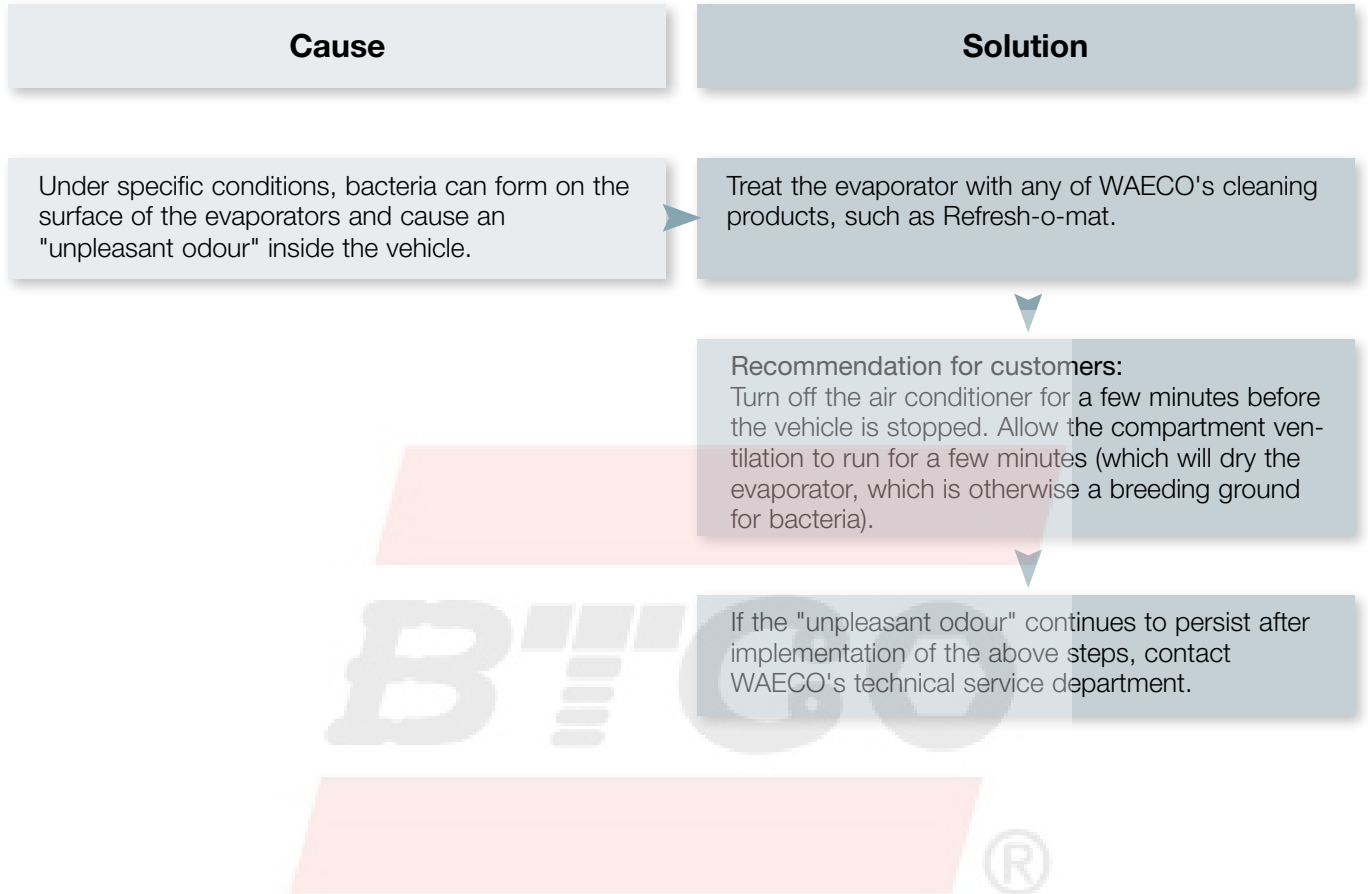 Cause
Solution
Under specific conditions, bacteria can form on the
surface of the evaporators and cause an
"unpleasant odour" inside the vehicle.
Treat the evaporator with any of WAECO's cleaning
products, such as Refresh-o-mat.
Recommendation for customers:
Turn off the air conditioner for a few minutes before
the vehicle is stopped. Allow the compartment ven-
tilation to run for a few minutes (which will dry the
evaporator, which is otherwise a breeding ground
for bacteria).
If the "unpleasant odour" continues to persist after
implementation of the above steps, contact
WAECO's technical service department.
BTCO
®